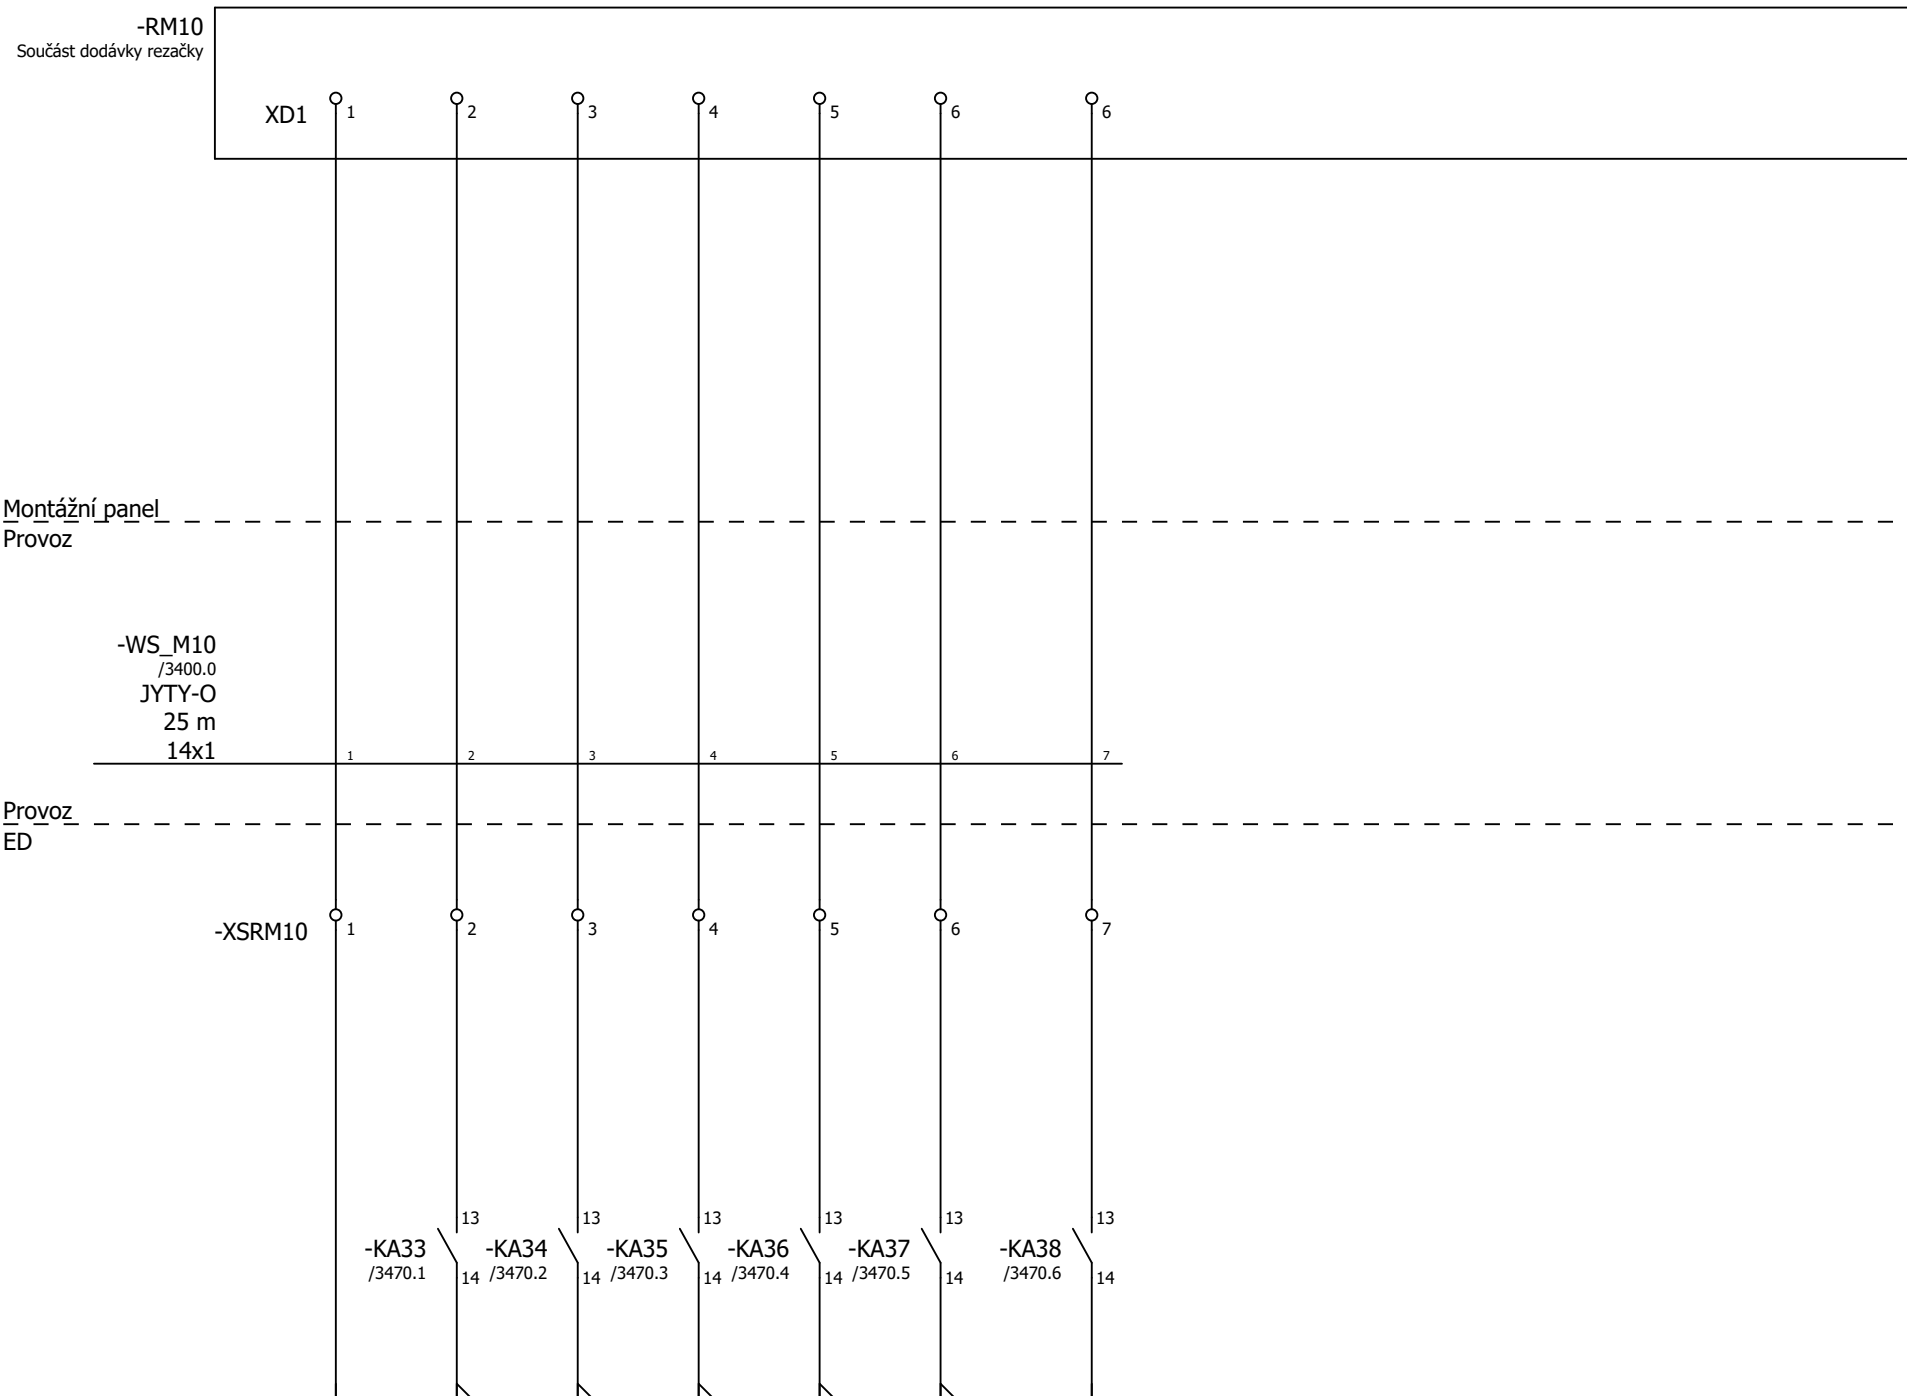 -RM10
Součást dodávky rezačky
XD1 1 2 3 4 5 6 6
Montážní panel
Provoz
-WS_M10
/3400.0
JYTY-O
25 m
14x1 1 2 3 4 5 6 7
Provoz
ED
-XSRM10 1 2 3 4 5 6 7
13 13 13 13 13 13
-KA33 -KA34 -KA35 -KA36 -KA37 -KA38
/3470.1 14 /3470.2 14 /3470.3 14 /3470.4 14 /3470.5 14 /3470.6 14